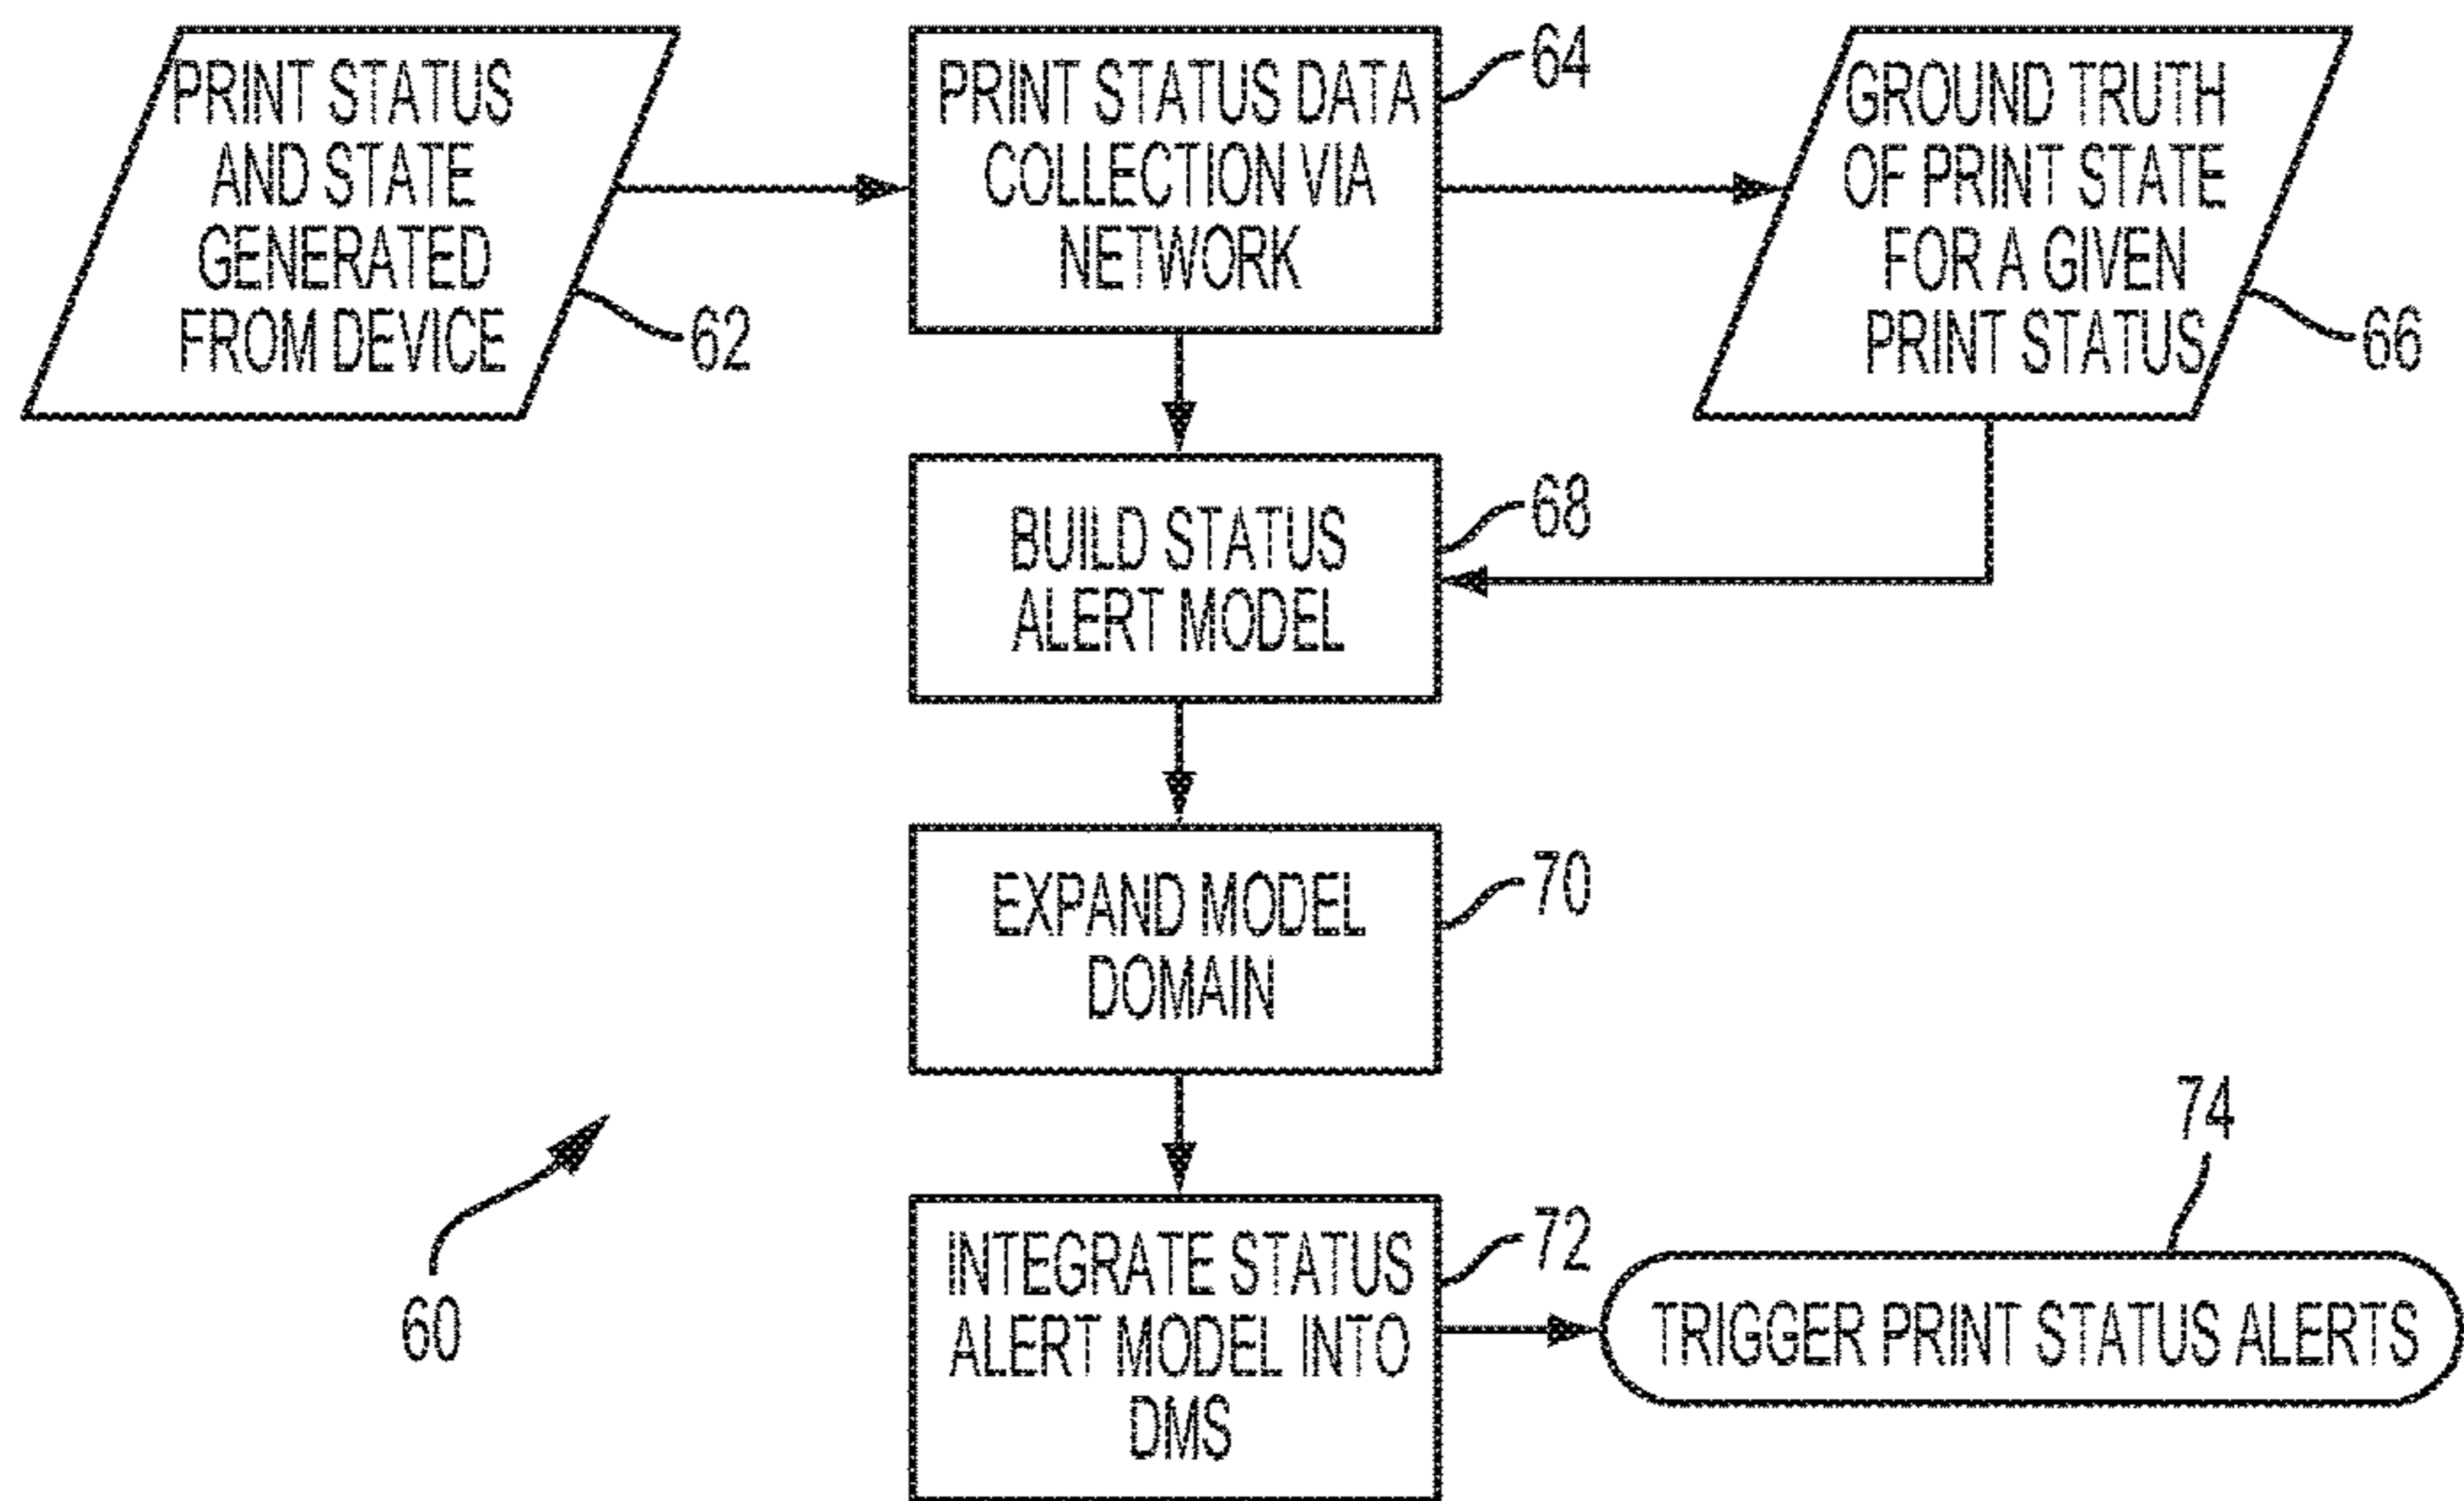 PRINT STATUS
AND STATE
GENERATED
FROM DEVICE
62
PRINT STATUS DATA
COLLECTION VIA
NETWORK
64
GROUND TRUTH
OF PRINT STATE
FOR A GIVEN
PRINT STATUS
66
BUILD STATUS
ALERT MODEL
68
EXPAND MODEL
DOMAIN
70
INTEGRATE STATUS
ALERT MODEL INTO
DMS
72
74
TRIGGER PRINT STATUS ALERTS
60